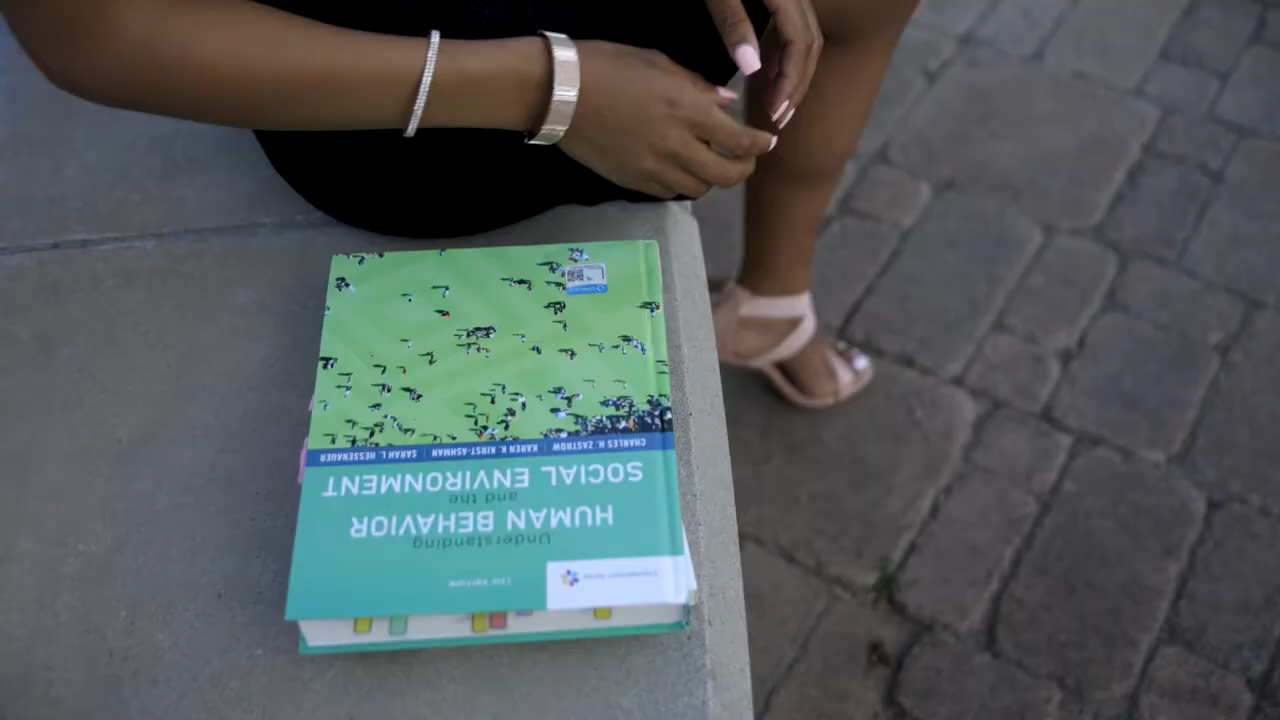 Understanding
HUMAN BEHAVIOR
and the
SOCIAL ENVIRONMENT
CHARLES H. ZASTROW | KAREN K. KIRST-ASHMAN | SARAH L. HESSENAUER